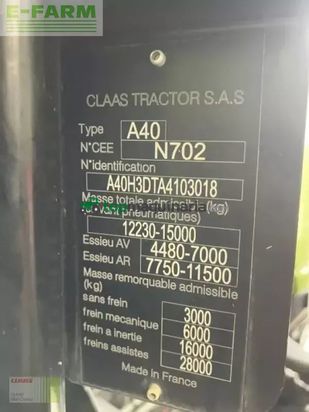 E-FARM
CLAAS TRACTOR S.A.S
Type A40
N°CEE N702
N°identification
A40H3DTA4103018
Masse totale admissible (kg)
pneumatiques)
12230-15000
Essieu AV 4480-7000
Essieu AR 7750-11500
Masse remorquable admissible
(kg)
sans frein 3000
frein mecanique 6000
frein a inertie 16000
freins assistes 28000
Made in France
CLAAS